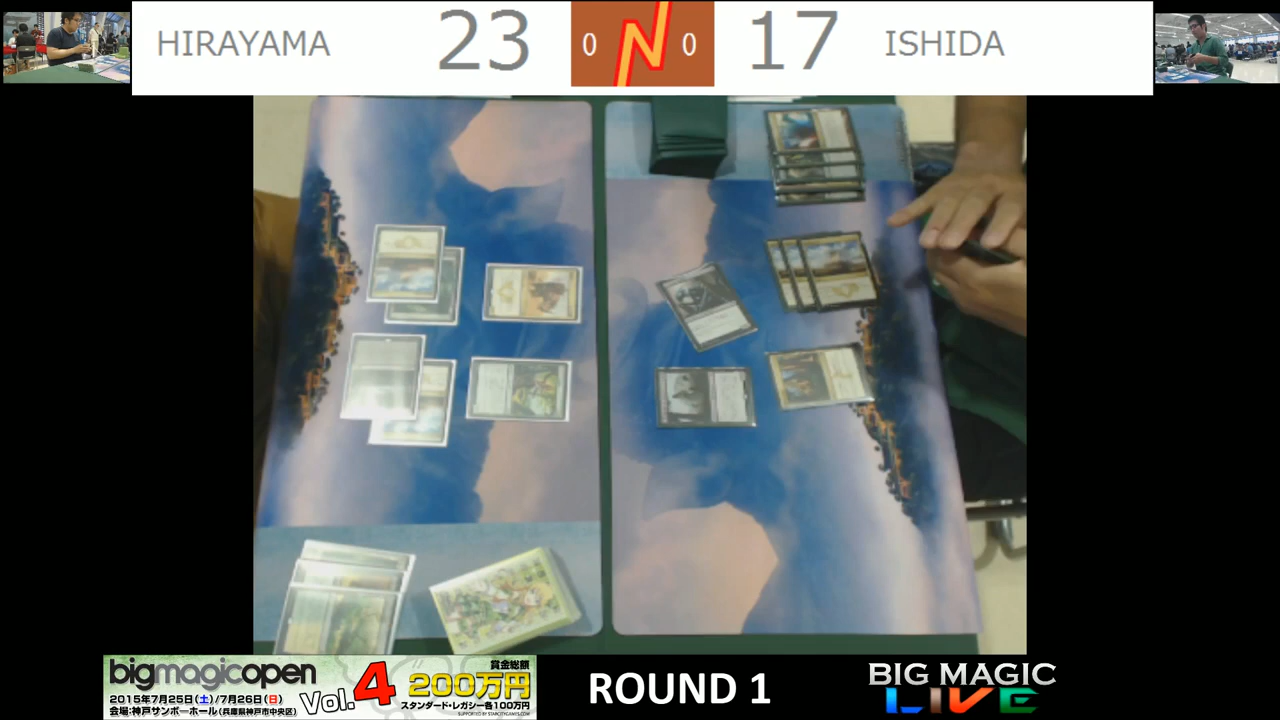 HIRAYAMA 23 0 N 0 17 ISHIDA
bigmagicopen Vol.4
2015年7月25日(土)/7月26日(日)
会場:神戸サンボーホール(兵庫県神戸市中央区)
賞金総額
200万円
スタンダード・レガシー各100万円
SUPPORTED BY STARCITYGAMES.COM
ROUND 1
BIG MAGIC
LIVE